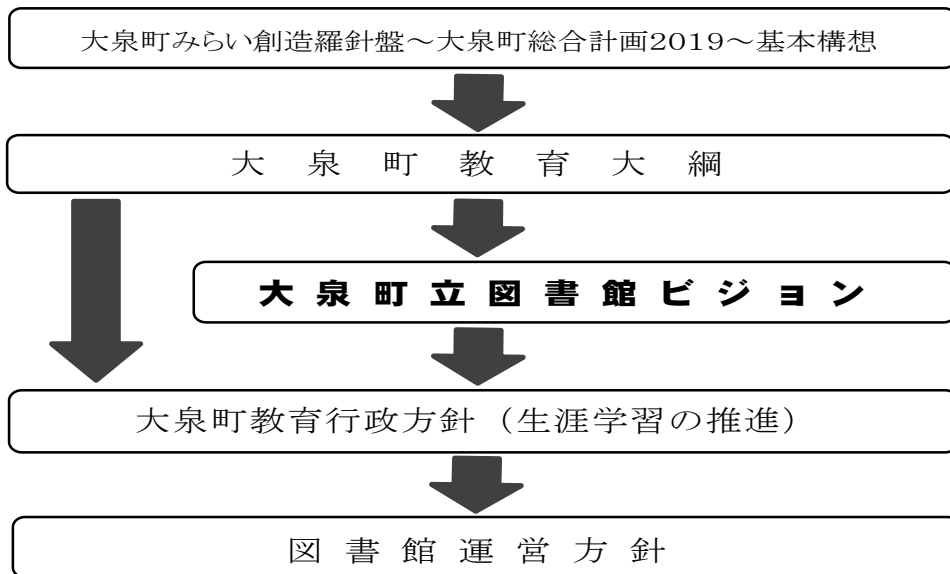 大泉町みらい創造羅針盤～大泉町総合計画2019～基本構想
大泉町教育大綱
大泉町立図書館ビジョン
大泉町教育行政方針（生涯学習の推進）
図書館運営方針